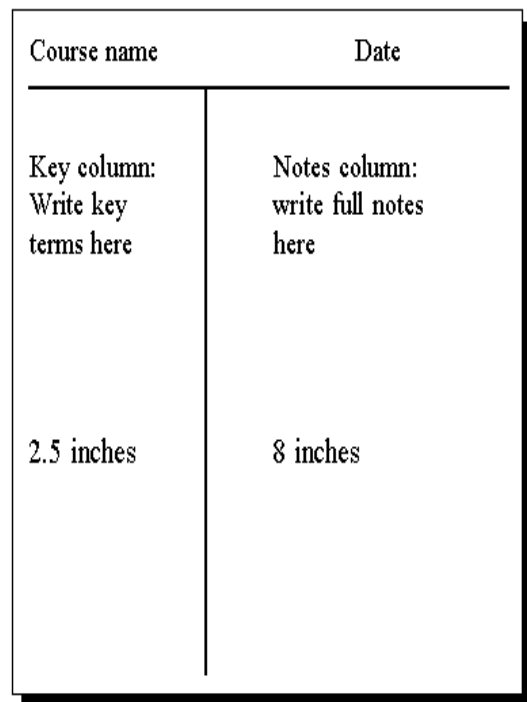 Course name
Date
Key column:
Write key
terms here
Notes column:
write full notes
here
2.5 inches
8 inches